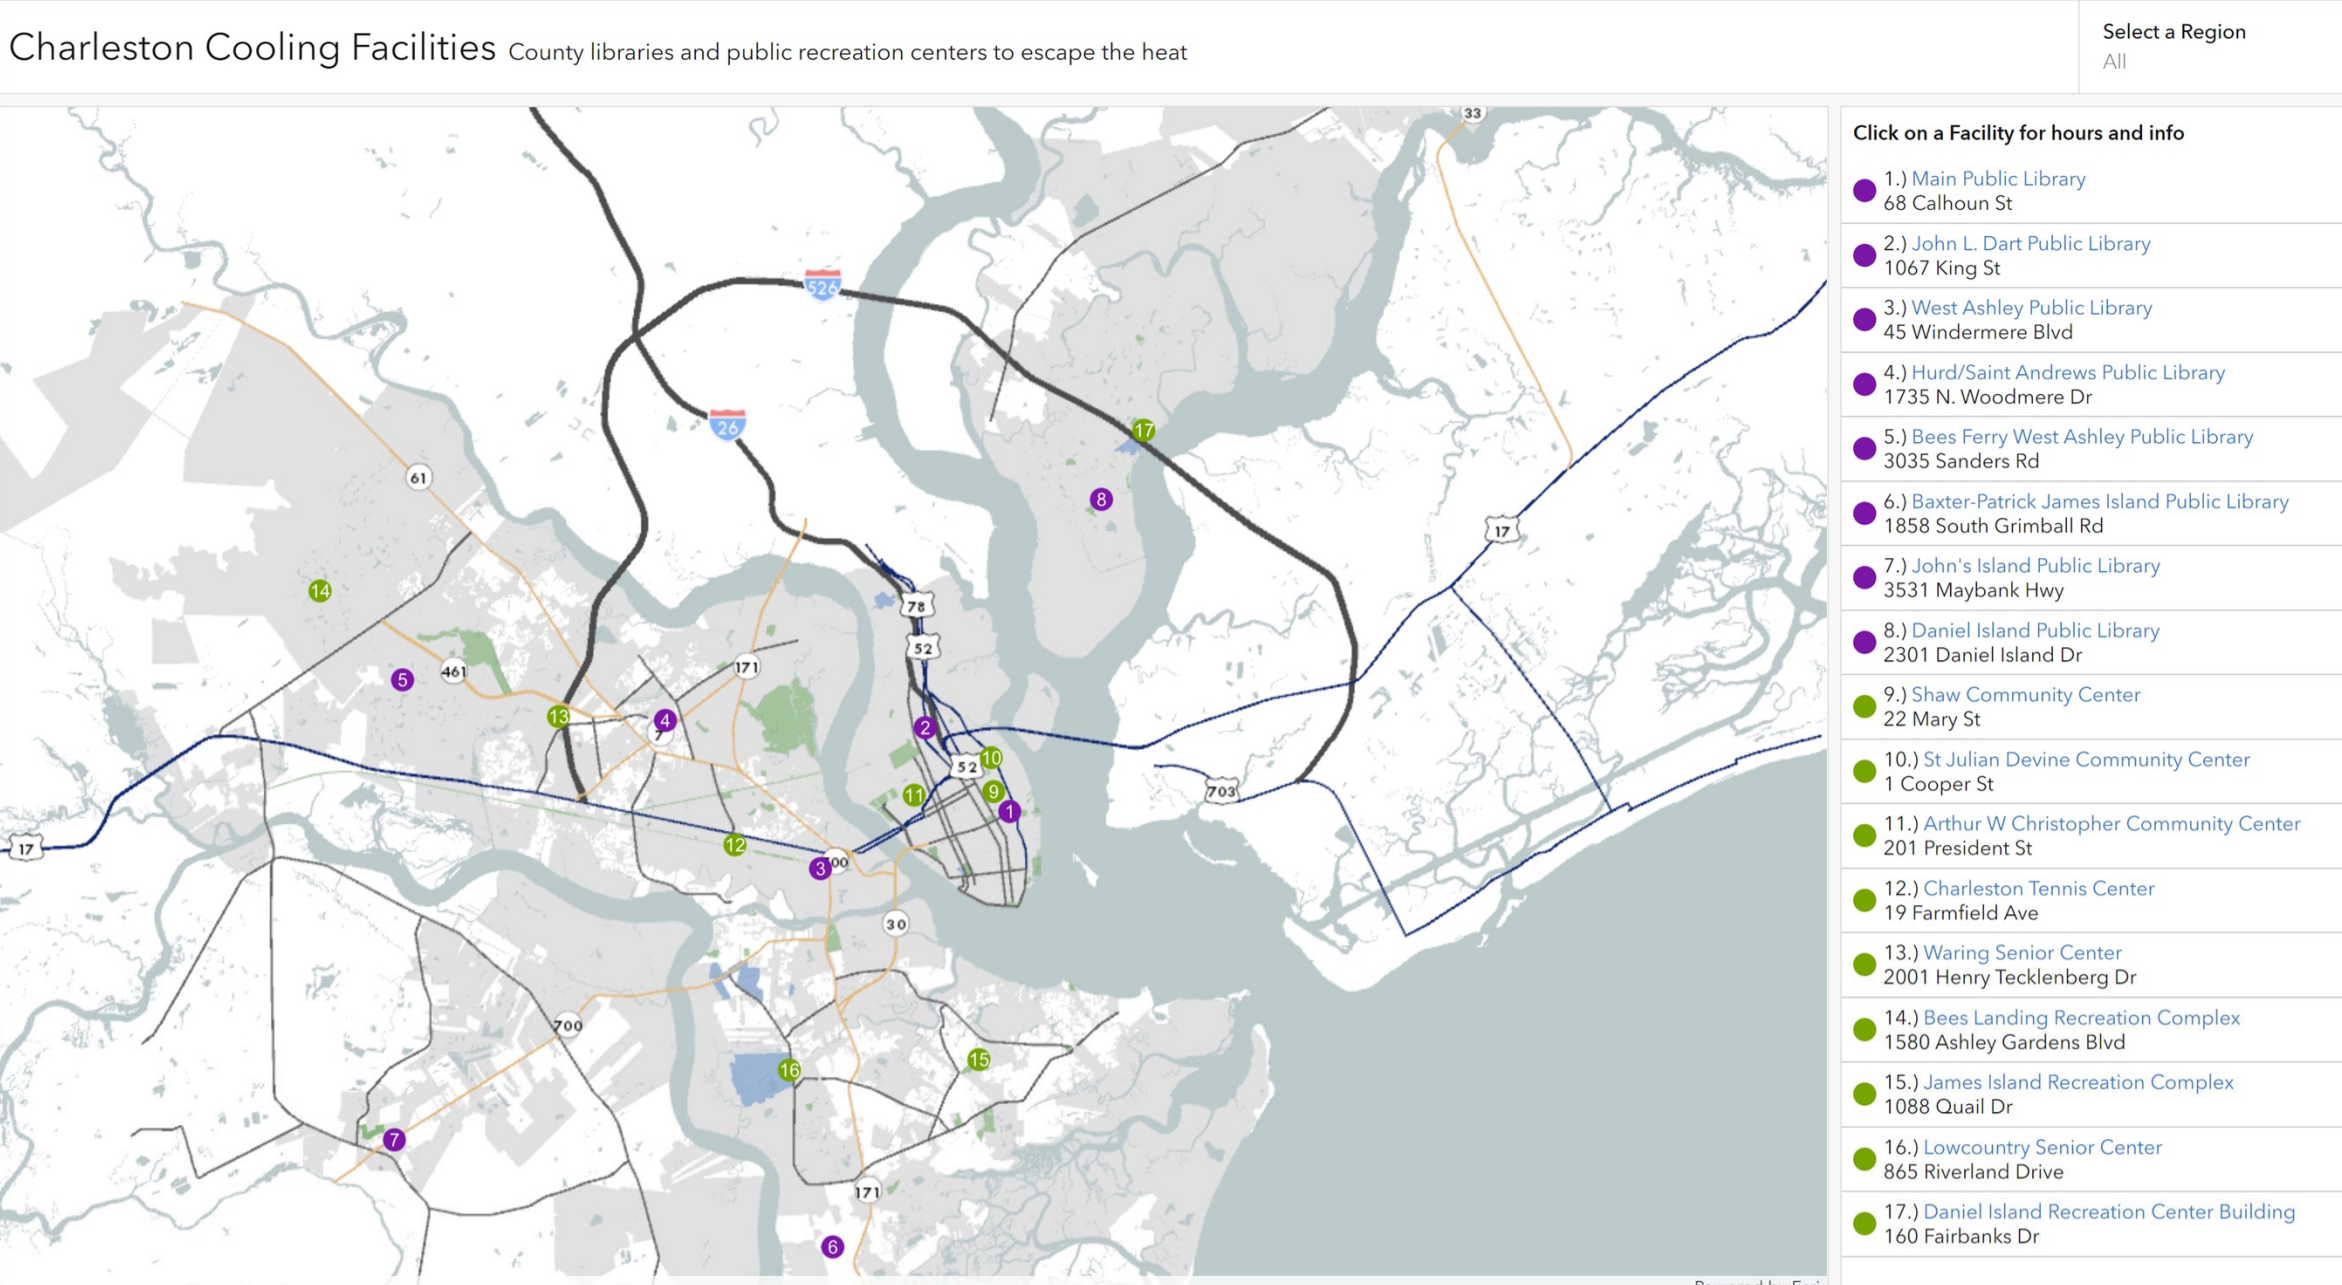 Charleston Cooling Facilities County libraries and public recreation centers to escape the heat
Select a Region
All
Click on a Facility for hours and info
1.) Main Public Library
68 Calhoun St
2.) John L. Dart Public Library
1067 King St
3.) West Ashley Public Library
45 Windermere Blvd
4.) Hurd/Saint Andrews Public Library
1735 N. Woodmere Dr
5.) Bees Ferry West Ashley Public Library
3035 Sanders Rd
6.) Baxter-Patrick James Island Public Library
1858 South Grimball Rd
7.) John's Island Public Library
3531 Maybank Hwy
8.) Daniel Island Public Library
2301 Daniel Island Dr
9.) Shaw Community Center
22 Mary St
10.) St Julian Devine Community Center
1 Cooper St
11.) Arthur W Christopher Community Center
201 President St
12.) Charleston Tennis Center
19 Farmfield Ave
13.) Waring Senior Center
2001 Henry Tecklenberg Dr
14.) Bees Landing Recreation Complex
1580 Ashley Gardens Blvd
15.) James Island Recreation Complex
1088 Quail Dr
16.) Lowcountry Senior Center
865 Riverland Drive
17.) Daniel Island Recreation Center Building
160 Fairbanks Dr
33
526
26
17
61
8
17
14
78
52
171
461
5
13
4
7
2
10
52
9
11
703
1
12
17
3
00
30
700
15
16
7
171
6